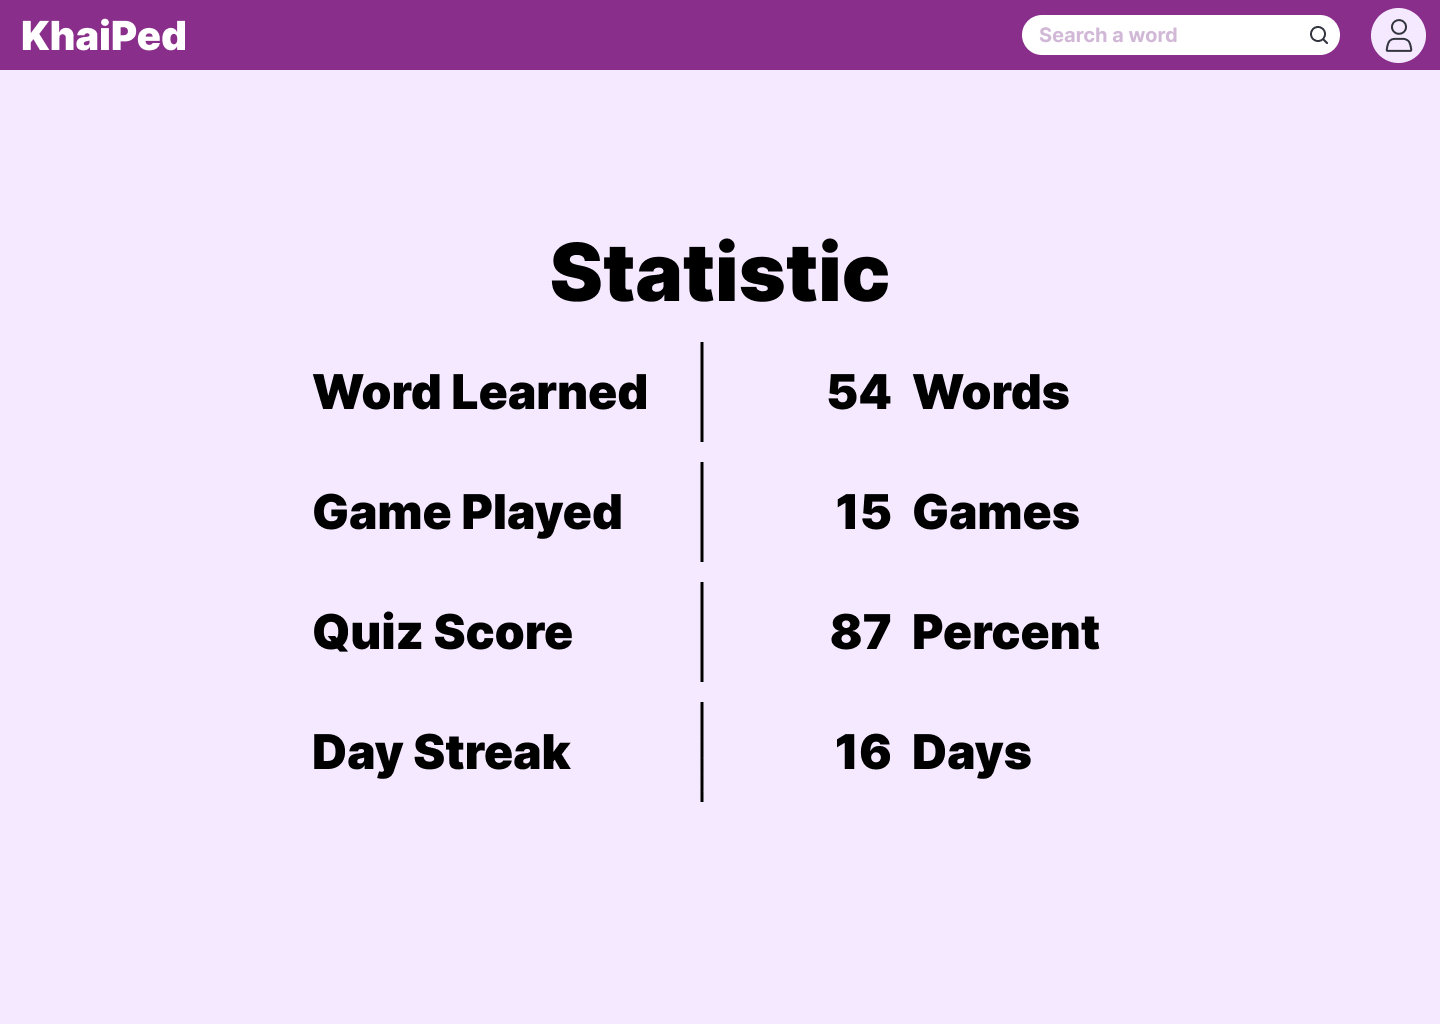 KhaiPed
Search a word
Statistic
Word Learned 54 Words
Game Played 15 Games
Quiz Score 87 Percent
Day Streak 16 Days